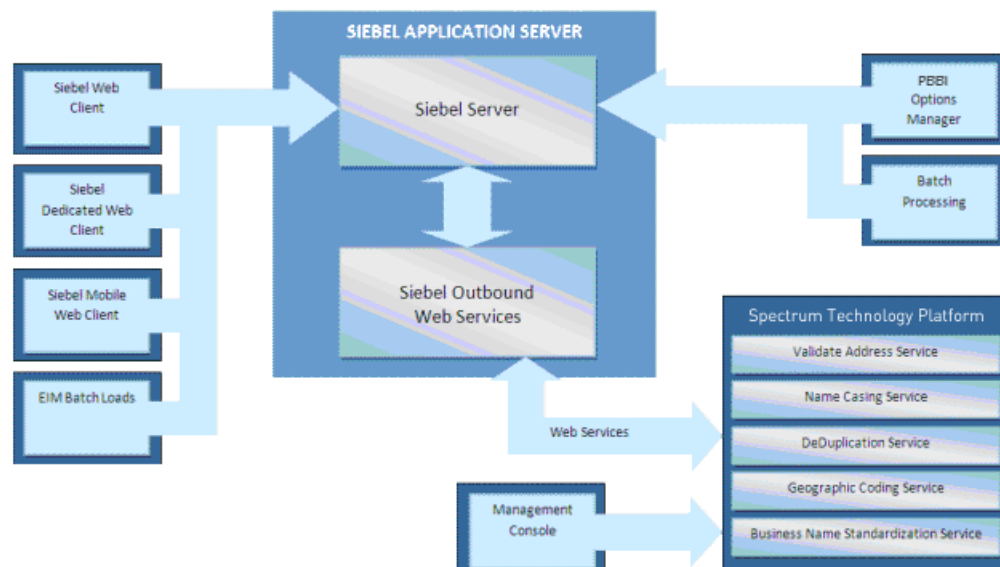 SIEBEL APPLICATION SERVER
Siebel Web
Client
Siebel Server
PBBI
Options
Manager
Siebel
Dedicated Web
Client
Batch
Processing
Siebel Mobile
Web Client
Siebel Outbound
Web Services
EIM Batch Loads
Spectrum Technology Platform
Validate Address Service
Name Casing Service
Web Services
DeDuplication Service
Geographic Coding Service
Management
Console
Business Name Standardization Service